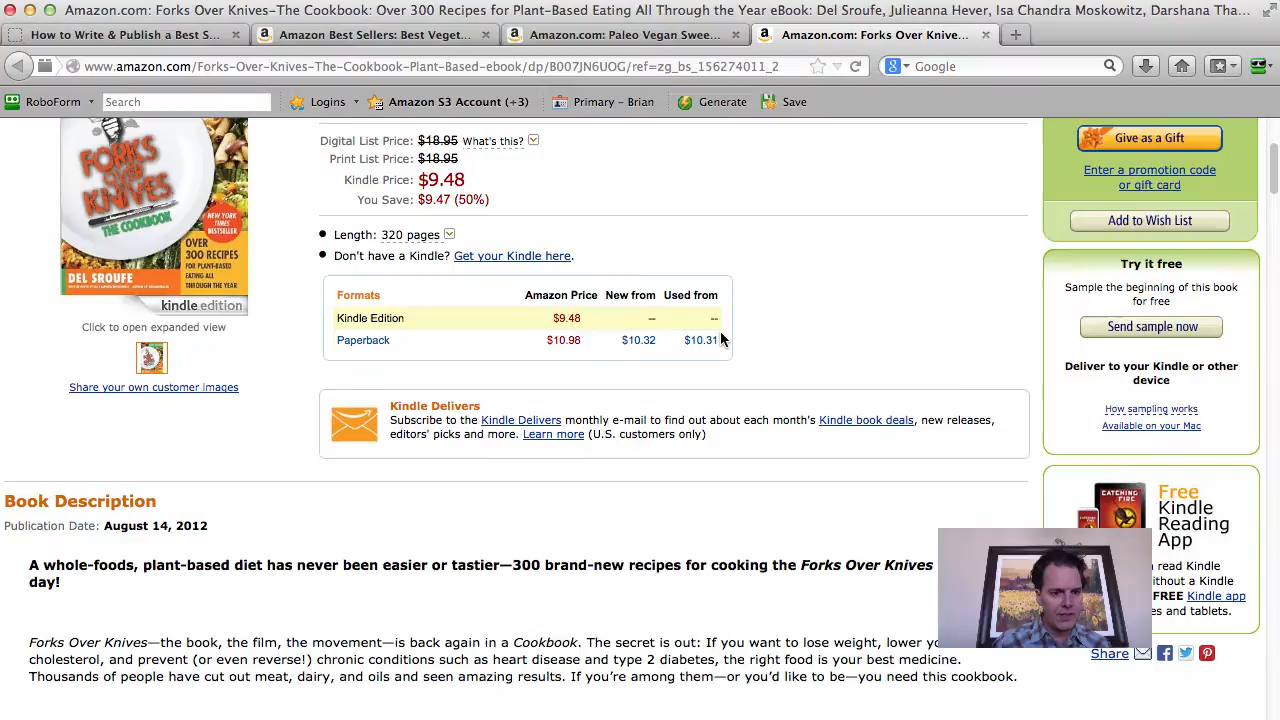 Amazon.com: Forks Over Knives–The Cookbook: Over 300 Recipe for Plant-Based Eating All Through the Year eBook: Del Sroufe, Julieanna Hever, Isa Chandra Moskowitz, Darshana Tha...
How to Write & Publish a Best S...
Amazon Best Sellers: Best Veget...
Amazon.com: Paleo Vegan Swee...
Amazon.com: Forks Over Knive...
www.amazon.com/Forks-Over-Knives-The-Cookbook-Plant-Based-ebook/dp/B007JN6UOG/ref=zg_bs_156274011_2
Google
RoboForm
Search
Logins
Amazon S3 Account (+3)
Primary - Brian
Generate
Save
FORKS
OVER
KNIVES
THE COOKBOOK
NEW YORK
TIMES
BESTSELLER
OVER
300 RECIPES
FOR PLANT-BASED
EATING ALL
THROUGH THE YEAR
DEL SROUFE
kindle edition
Click to open expanded view
Share your own customer images
Digital List Price: $18.95 What's this?
Print List Price: $18.95
Kindle Price: $9.48
You Save: $9.47 (50%)
Length: 320 pages
Don't have a Kindle? Get your Kindle here.
Formats Amazon Price New from Used from
Kindle Edition $9.48 -- --
Paperback $10.98 $10.32 $10.31
Kindle Delivers
Subscribe to the Kindle Delivers monthly e-mail to find out about each month's Kindle book deals, new releases,
editors' picks and more. Learn more (U.S. customers only)
Give as a Gift
Enter a promotion code
or gift card
Add to Wish List
Try it free
Sample the beginning of this book
for free
Send sample now
Deliver to your Kindle or other
device
How sampling works
Available on your Mac
CATCHING
FIRE
Free
Kindle
Reading
App
read Kindle
without a Kindle
FREE Kindle app
es and tablets.
Share
Book Description
Publication Date: August 14, 2012
A whole-foods, plant-based diet has never been easier or tastier—300 brand-new recipes for cooking the Forks Over Knives
day!
Forks Over Knives—the book, the film, the movement—is back again in a Cookbook. The secret is out: If you want to lose weight, lower
cholesterol, and prevent (or even reverse!) chronic conditions such as heart disease and type 2 diabetes, the right food is your best medicine.
Thousands of people have cut out meat, dairy, and oils and seen amazing results. If you're among them—or you'd like to be—you need this cookbook.